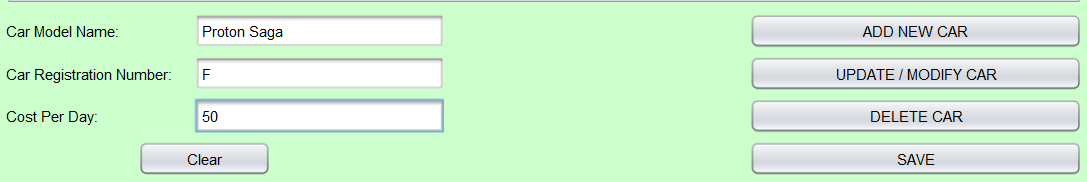 Car Model Name: Proton Saga ADD NEW CAR
Car Registration Number: F UPDATE / MODIFY CAR
Cost Per Day: 50 DELETE CAR
Clear SAVE